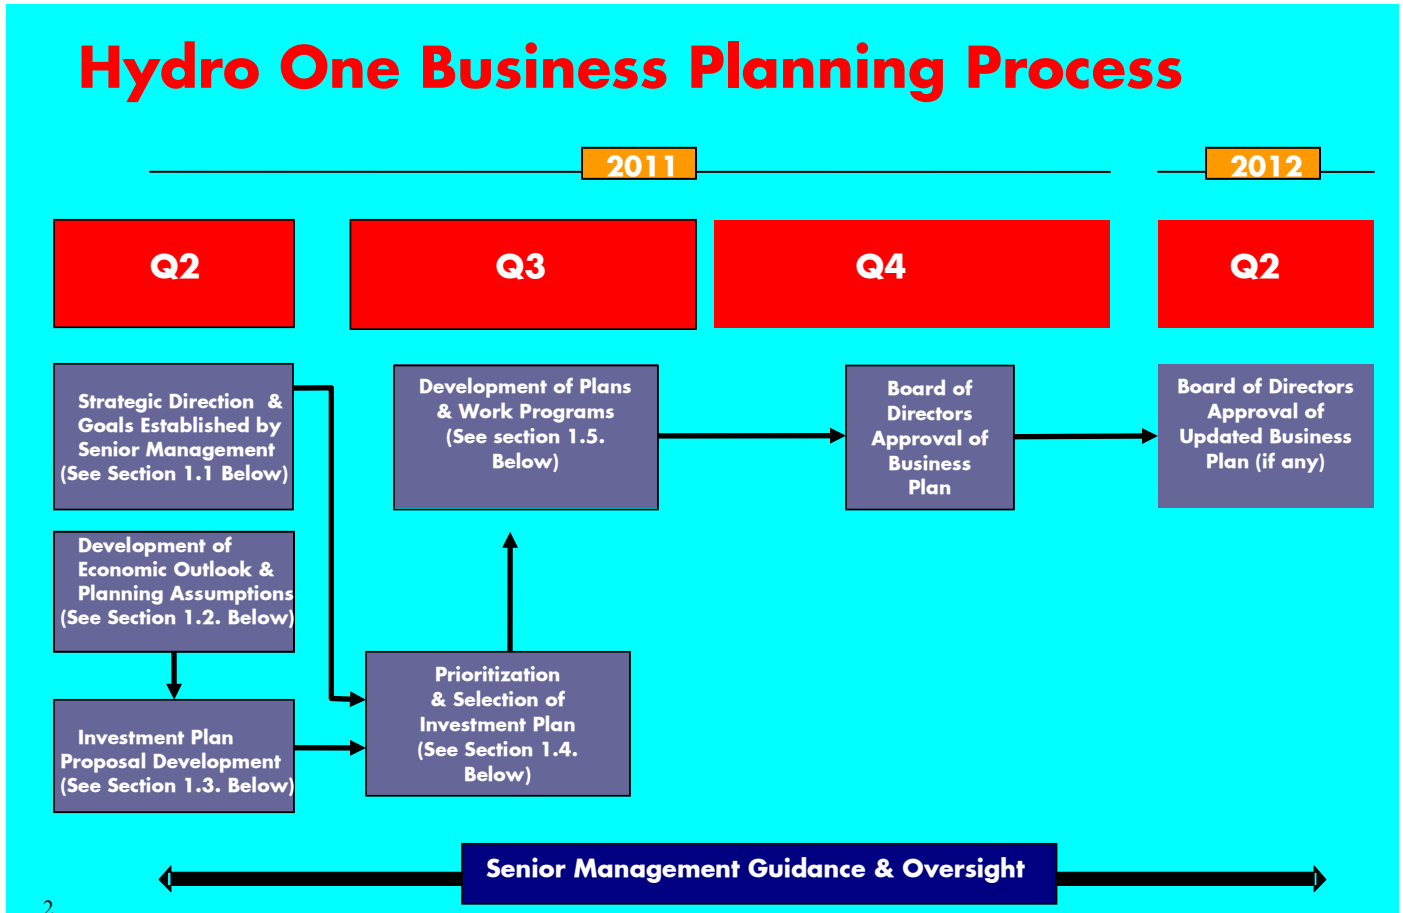 Hydro One Business Planning Process
2011
2012
Q2
Q3
Q4
Q2
Strategic Direction &
Goals Established by
Senior Management
(See Section 1.1 Below)
Development of
Economic Outlook &
Planning Assumptions
(See Section 1.2. Below)
Investment Plan
Proposal Development
(See Section 1.3. Below)
Development of Plans
& Work Programs
(See section 1.5.
Below)
Prioritization
& Selection of
Investment Plan
(See Section 1.4.
Below)
Board of
Directors
Approval of
Business
Plan
Board of Directors
Approval of
Updated Business
Plan (if any)
Senior Management Guidance & Oversight
2